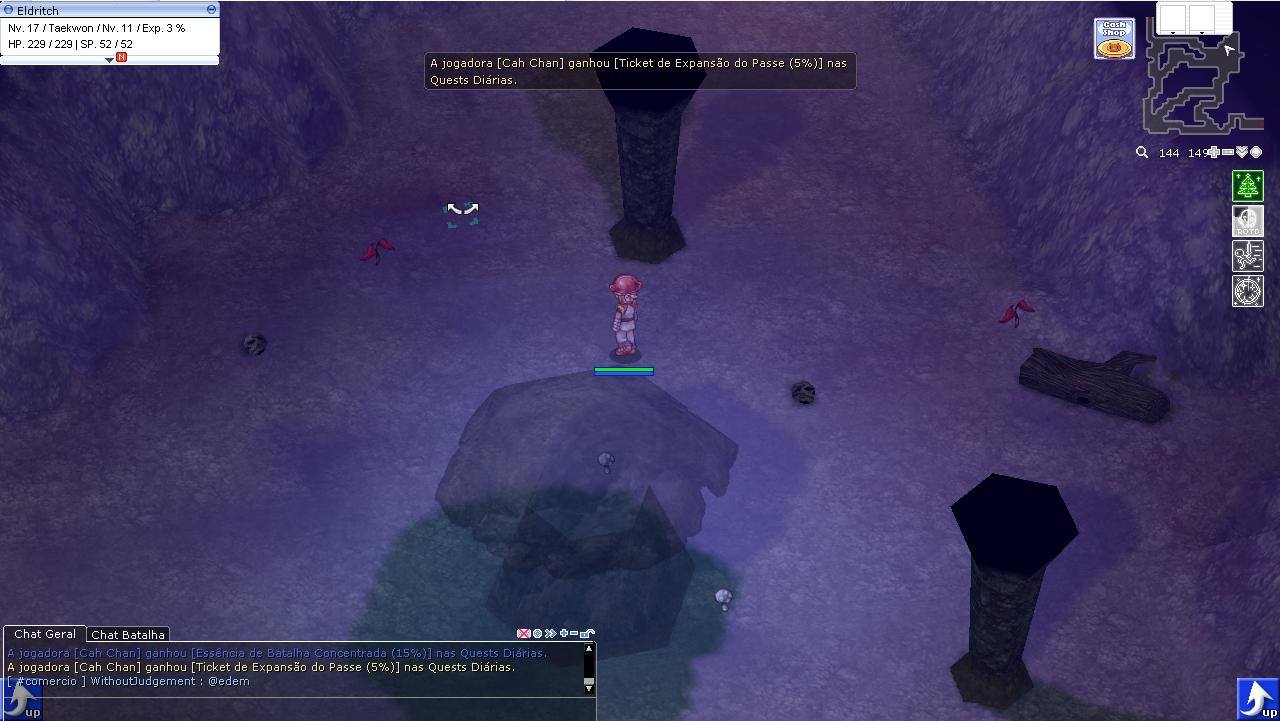 Eldritch
Nv. 17 / Taekwon / Nv. 11 / Exp. 3 %
HP. 229 / 229 | SP. 52 / 52
N
A jogadora [Cah Chan] ganhou [Ticket de Expansão do Passe (5%)] nas
Quests Diárias.
Cash
Shop
144 149
ROTD
Chat Geral
Chat Batalha
A jogadora [Cah Chan] ganhou [Essência de Batalha Concentrada (15%)] nas Quests Diárias.
A jogadora [Cah Chan] ganhou [Ticket de Expansão do Passe (5%)] nas Quests Diárias.
[ #comercio ] WithoutJudgement : @edem
up
up